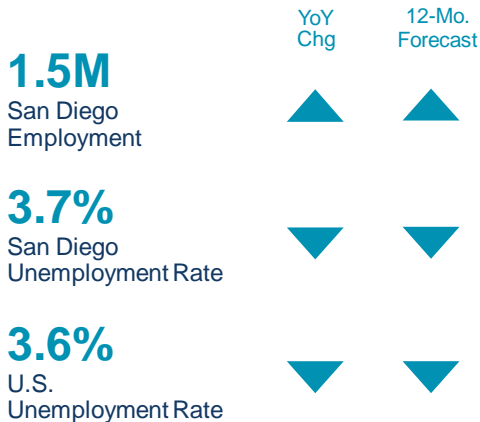 YoY
Chg
12-Mo.
Forecast
1.5M
San Diego
Employment
3.7%
San Diego
Unemployment Rate
3.6%
U.S.
Unemployment Rate